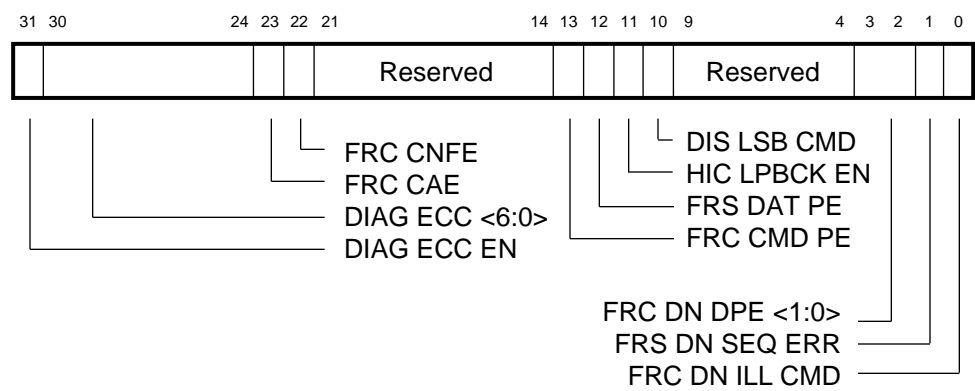 31 30 24 23 22 21 14 13 12 11 10 9 4 3 2 1 0
Reserved Reserved
FRC CNFE
FRC CAE
DIAG ECC <6:0>
DIAG ECC EN
DIS LSB CMD
HIC LPBCK EN
FRS DAT PE
FRC CMD PE
FRC DN DPE <1:0>
FRS DN SEQ ERR
FRC DN ILL CMD